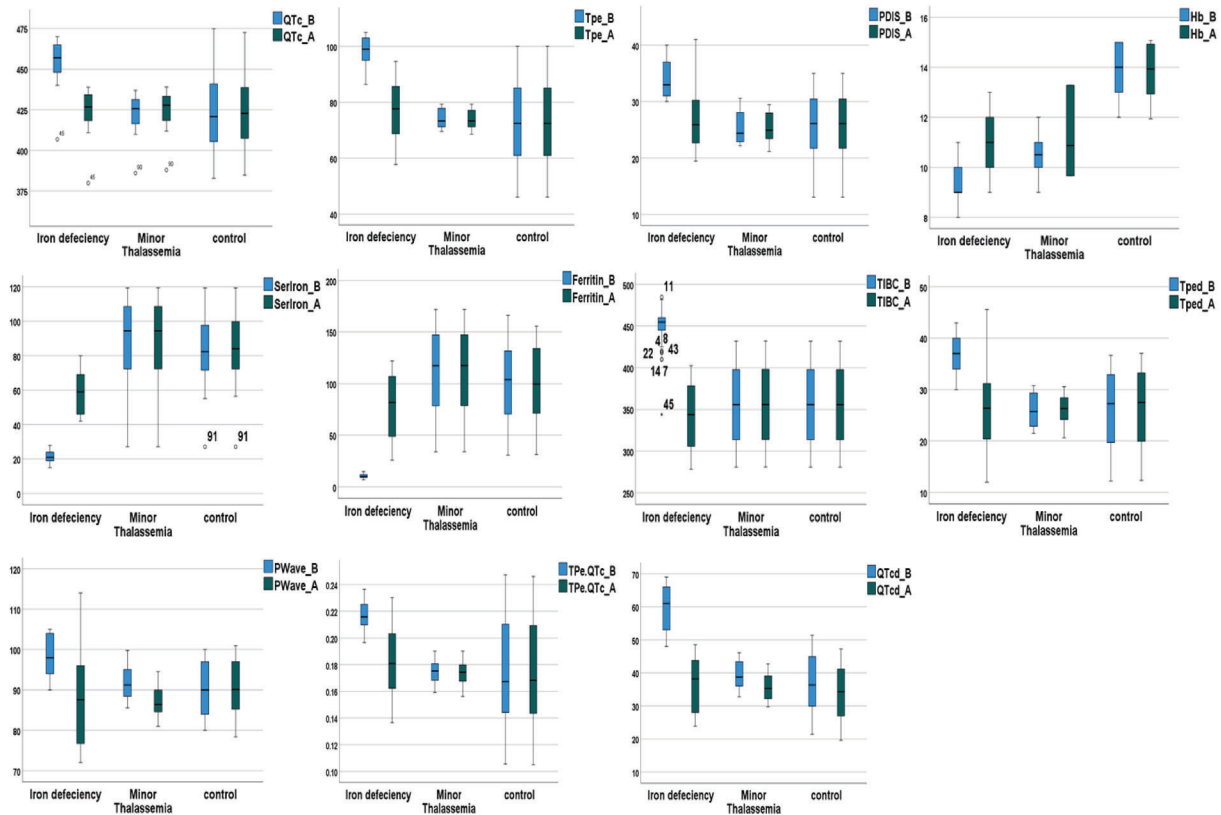 QTc_B
QTc_A
475
450
425
400
375
45
45
90
90
Iron defeciency
Minor
Thalassemia
control
Tpe_B
Tpe_A
100
80
60
40
Iron defeciency
Minor
Thalassemia
control
PDIS_B
PDIS_A
40
30
20
10
Iron defeciency
Minor
Thalassemia
control
Hb_B
Hb_A
16
14
12
10
8
Iron defeciency
Minor
Thalassemia
control
SerIron_B
SerIron_A
120
100
80
60
40
20
0
91
91
Iron defeciency
Minor
Thalassemia
control
Ferritin_B
Ferritin_A
200
150
100
50
0
Iron defeciency
Minor
Thalassemia
control
TIBC_B
TIBC_A
500
450
400
350
300
250
11
4 8
22 43
14 7
45
Iron defeciency
Minor
Thalassemia
control
Tped_B
Tped_A
50
40
30
20
10
Iron defeciency
Minor
Thalassemia
control
PWave_B
PWave_A
120
110
100
90
80
70
Iron defeciency
Minor
Thalassemia
control
TPe.QTc_B
TPe.QTc_A
0.24
0.22
0.20
0.18
0.16
0.14
0.12
0.10
Iron defeciency
Minor
Thalassemia
control
QTcd_B
QTcd_A
70
60
50
40
30
20
10
Iron defeciency
Minor
Thalassemia
control